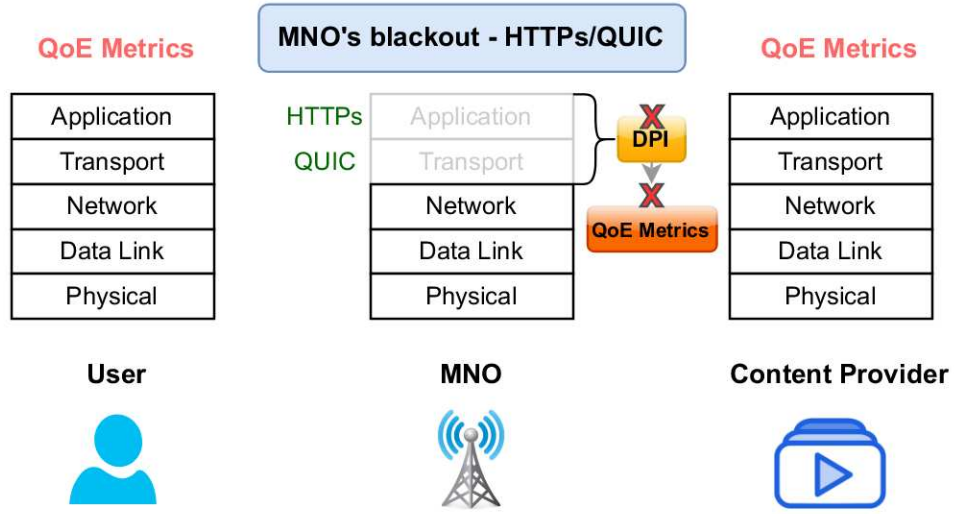 MNO's blackout - HTTPs/QUIC
QoE Metrics
Application
Transport
Network
Data Link
Physical
User
HTTPs
QUIC
Application
Transport
Network
Data Link
Physical
MNO
X
DPI
X
QoE Metrics
QoE Metrics
Application
Transport
Network
Data Link
Physical
Content Provider